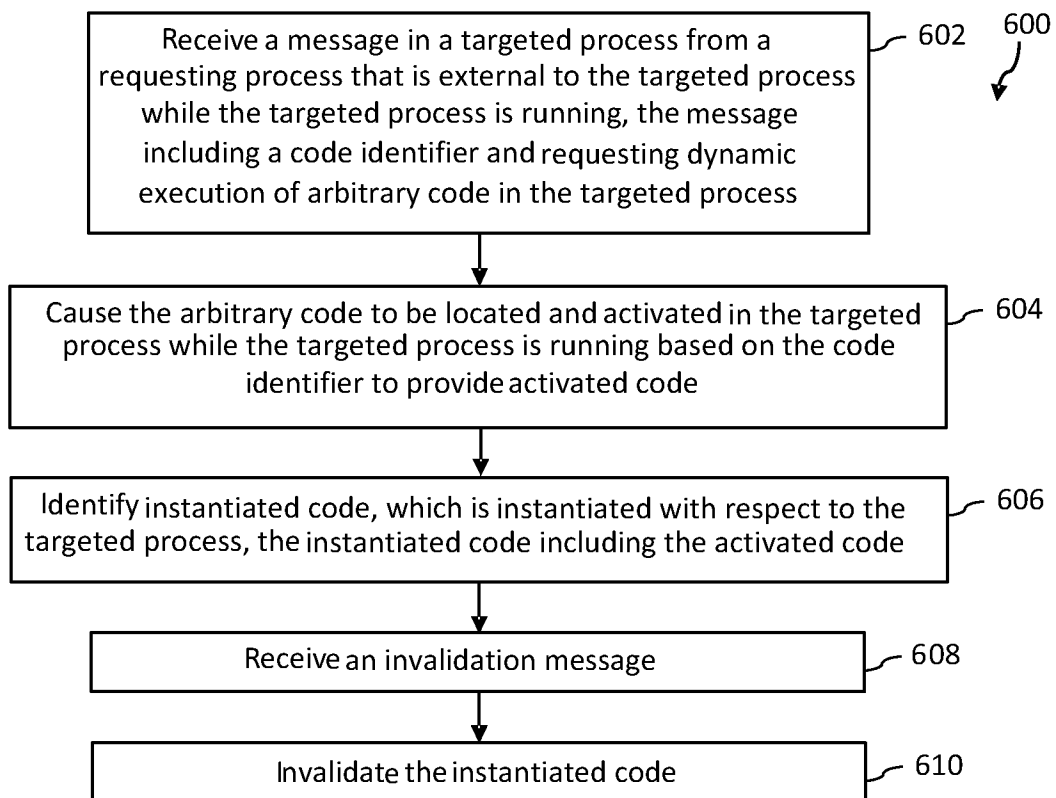 Receive a message in a targeted process from a
requesting process that is external to the targeted process
while the targeted process is running, the message
including a code identifier and requesting dynamic
execution of arbitrary code in the targeted process
602
600
Cause the arbitrary code to be located and activated in the targeted
process while the targeted process is running based on the code
identifier to provide activated code
604
Identify instantiated code, which is instantiated with respect to the
targeted process, the instantiated code including the activated code
606
Receive an invalidation message
608
Invalidate the instantiated code
610